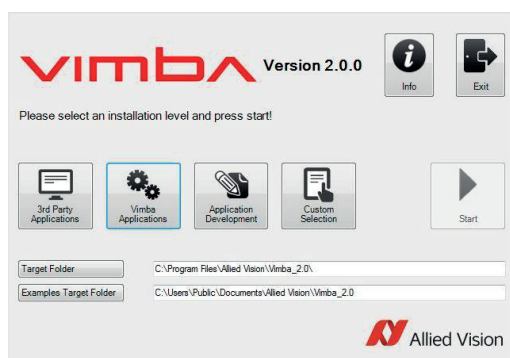 VIMBA Version 2.0.0
Info
Exit
Please select an installation level and press start!
3rd Party
Applications
Vimba
Applications
Application
Development
Custom
Selection
Start
Target Folder C:\Program Files\Allied Vision\Vimba_2.0\
Examples Target Folder C:\Users\Public\Documents\Allied Vision\Vimba_2.0
Allied Vision